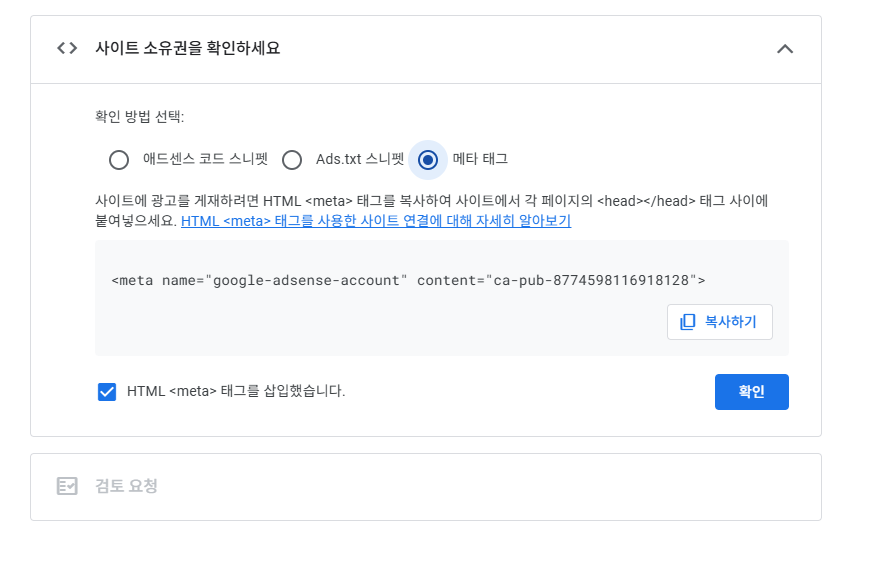 사이트 소유권을 확인하세요
확인 방법 선택:
애드센스 코드 스니펫 Ads.txt 스니펫 메타 태그
사이트에 광고를 게재하려면 HTML <meta> 태그를 복사하여 사이트에서 각 페이지의 <head></head> 태그 사이에
붙여넣으세요. HTML <meta> 태그를 사용한 사이트 연결에 대해 자세히 알아보기
<meta name="google-adsense-account" content="ca-pub-8774598116918128">
복사하기
HTML <meta> 태그를 삽입했습니다.
확인
검토 요청